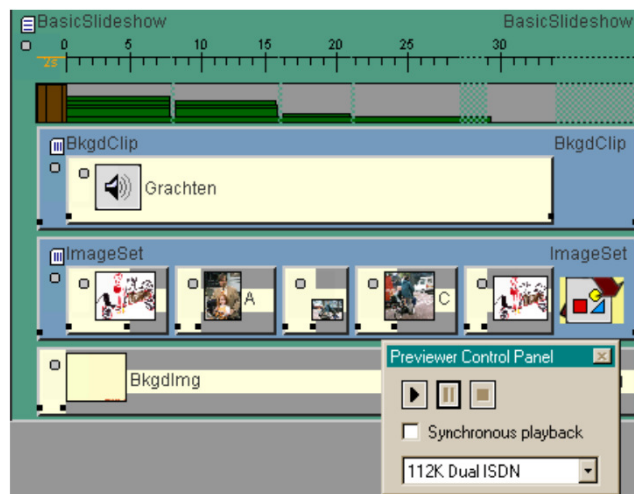 BasicSlideshow BasicSlideshow
0 5 10 15 20 25 30
2s
BkgdClip BkgdClip
Grachten
ImageSet ImageSet
A C
BkgdImg
Previewer Control Panel
Synchronous playback
112K Dual ISDN